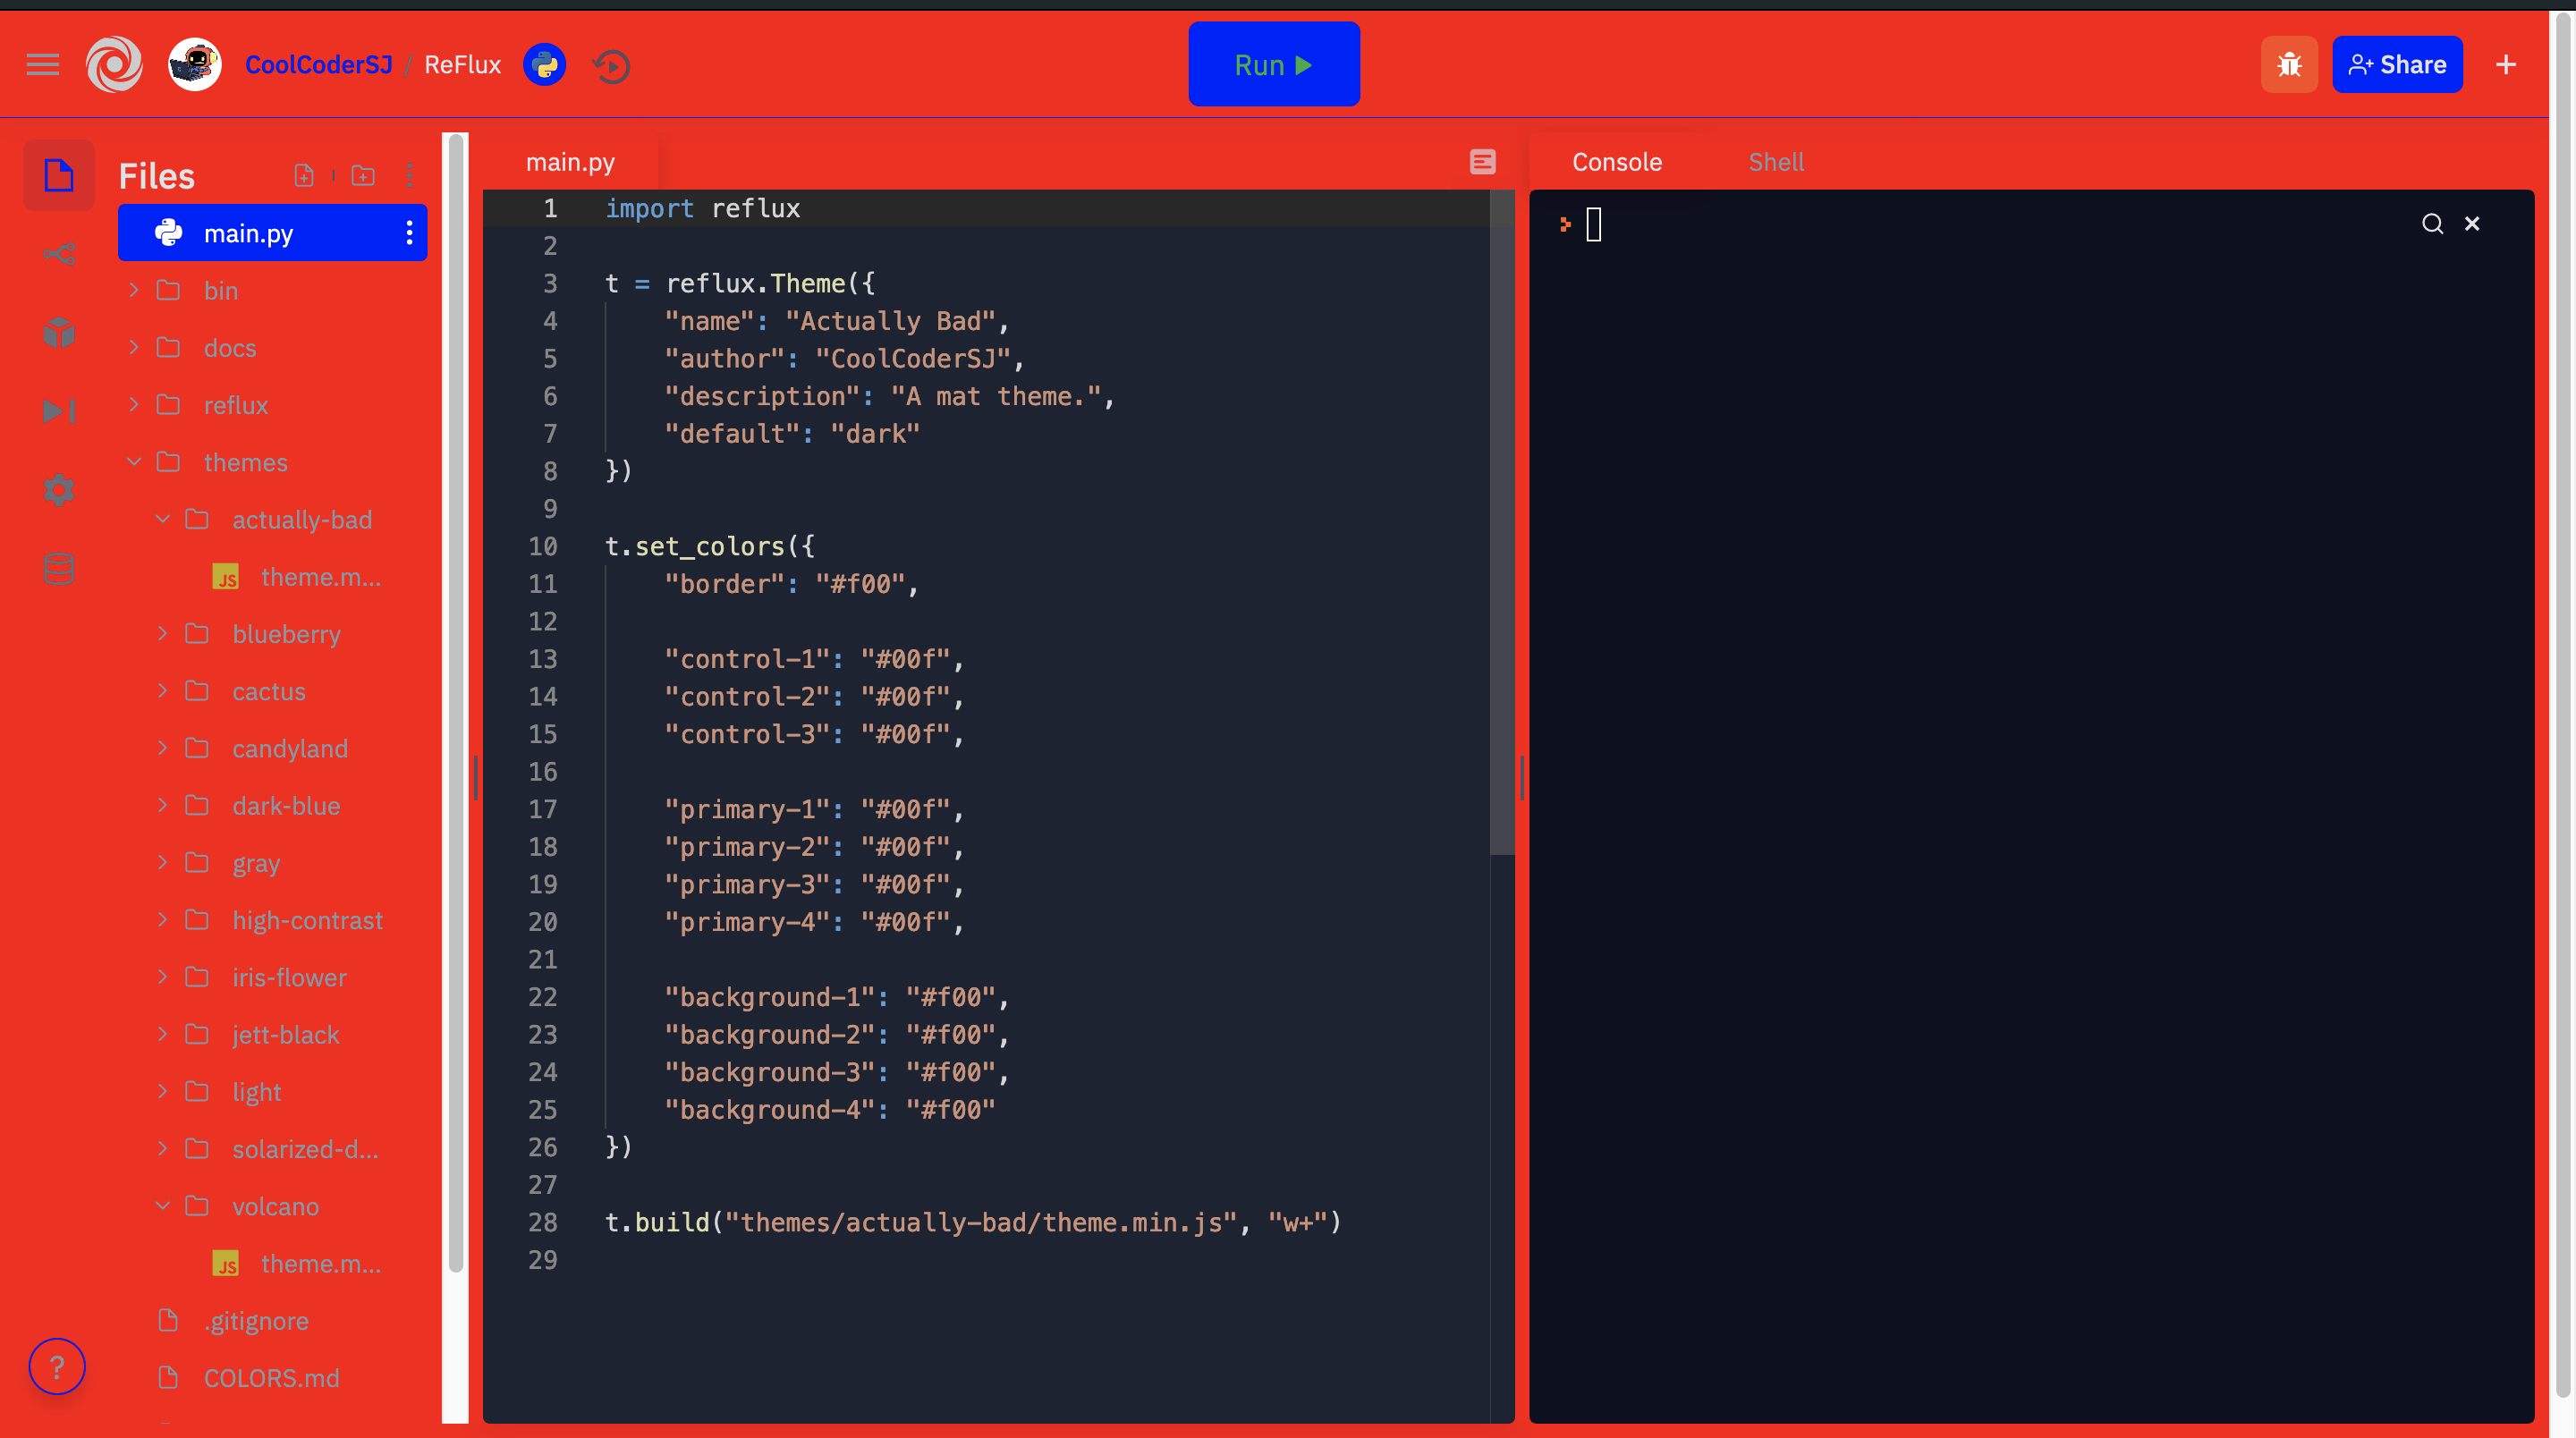 CoolCoderSJ / ReFlux
Run
Share
Files
main.py
bin
docs
reflux
themes
actually-bad
JS theme.m...
blueberry
cactus
candyland
dark-blue
gray
high-contrast
iris-flower
jett-black
light
solarized-d...
volcano
JS theme.m...
.gitignore
COLORS.md
?
main.py
1 import reflux
2
3 t = reflux.Theme({
4 "name": "Actually Bad",
5 "author": "CoolCoderSJ",
6 "description": "A mat theme.",
7 "default": "dark"
8 })
9
10 t.set_colors({
11 "border": "#f00",
12
13 "control-1": "#00f",
14 "control-2": "#00f",
15 "control-3": "#00f",
16
17 "primary-1": "#00f",
18 "primary-2": "#00f",
19 "primary-3": "#00f",
20 "primary-4": "#00f",
21
22 "background-1": "#f00",
23 "background-2": "#f00",
24 "background-3": "#f00",
25 "background-4": "#f00"
26 })
27
28 t.build("themes/actually-bad/theme.min.js", "w+")
29
Console Shell